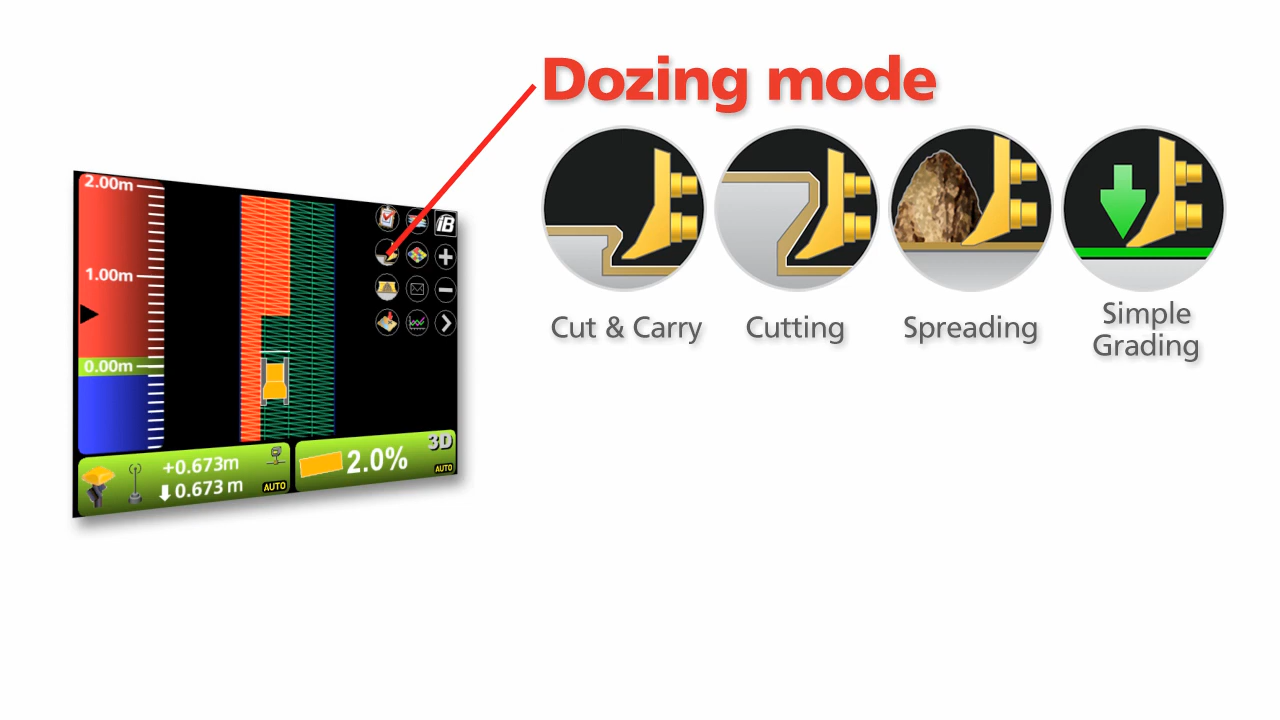 Dozing mode
Cut & Carry
Cutting
Spreading
Simple
Grading
2.00m
1.00m
0.00m
iB
+0.673m
0.673 m
AUTO
2.0%
3D
AUTO